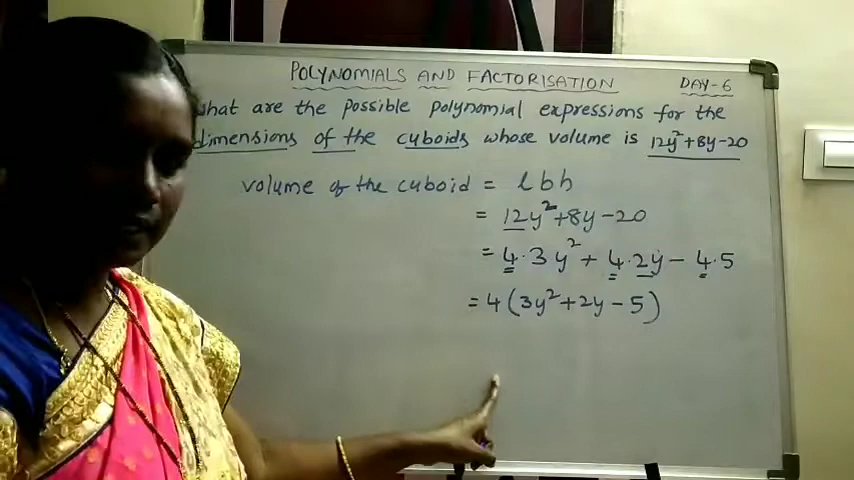 POLYNOMIALS AND FACTORISATION DAY-6
what are the possible polynomial expressions for the
dimensions of the cuboids whose volume is 12y²+8y-20
volume of the cuboid = l b h
= 12y²+8y-20
= 4·3y² + 4·2y - 4·5
= 4(3y²+2y-5)